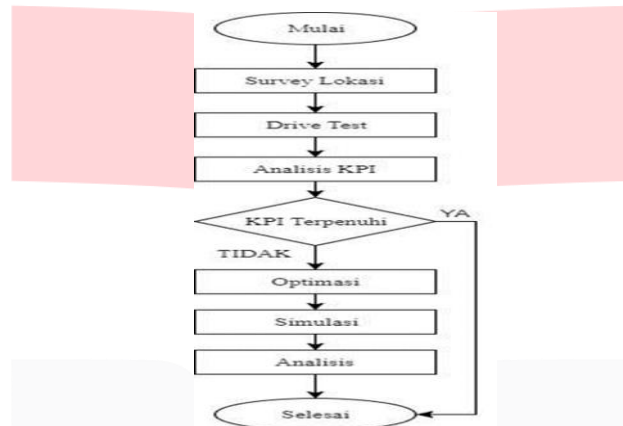 Mulai
Survey Lokasi
Drive Test
Analisis KPI
KPI Terpenuhi
YA
TIDAK
Optimasi
Simulasi
Analisis
Selesai